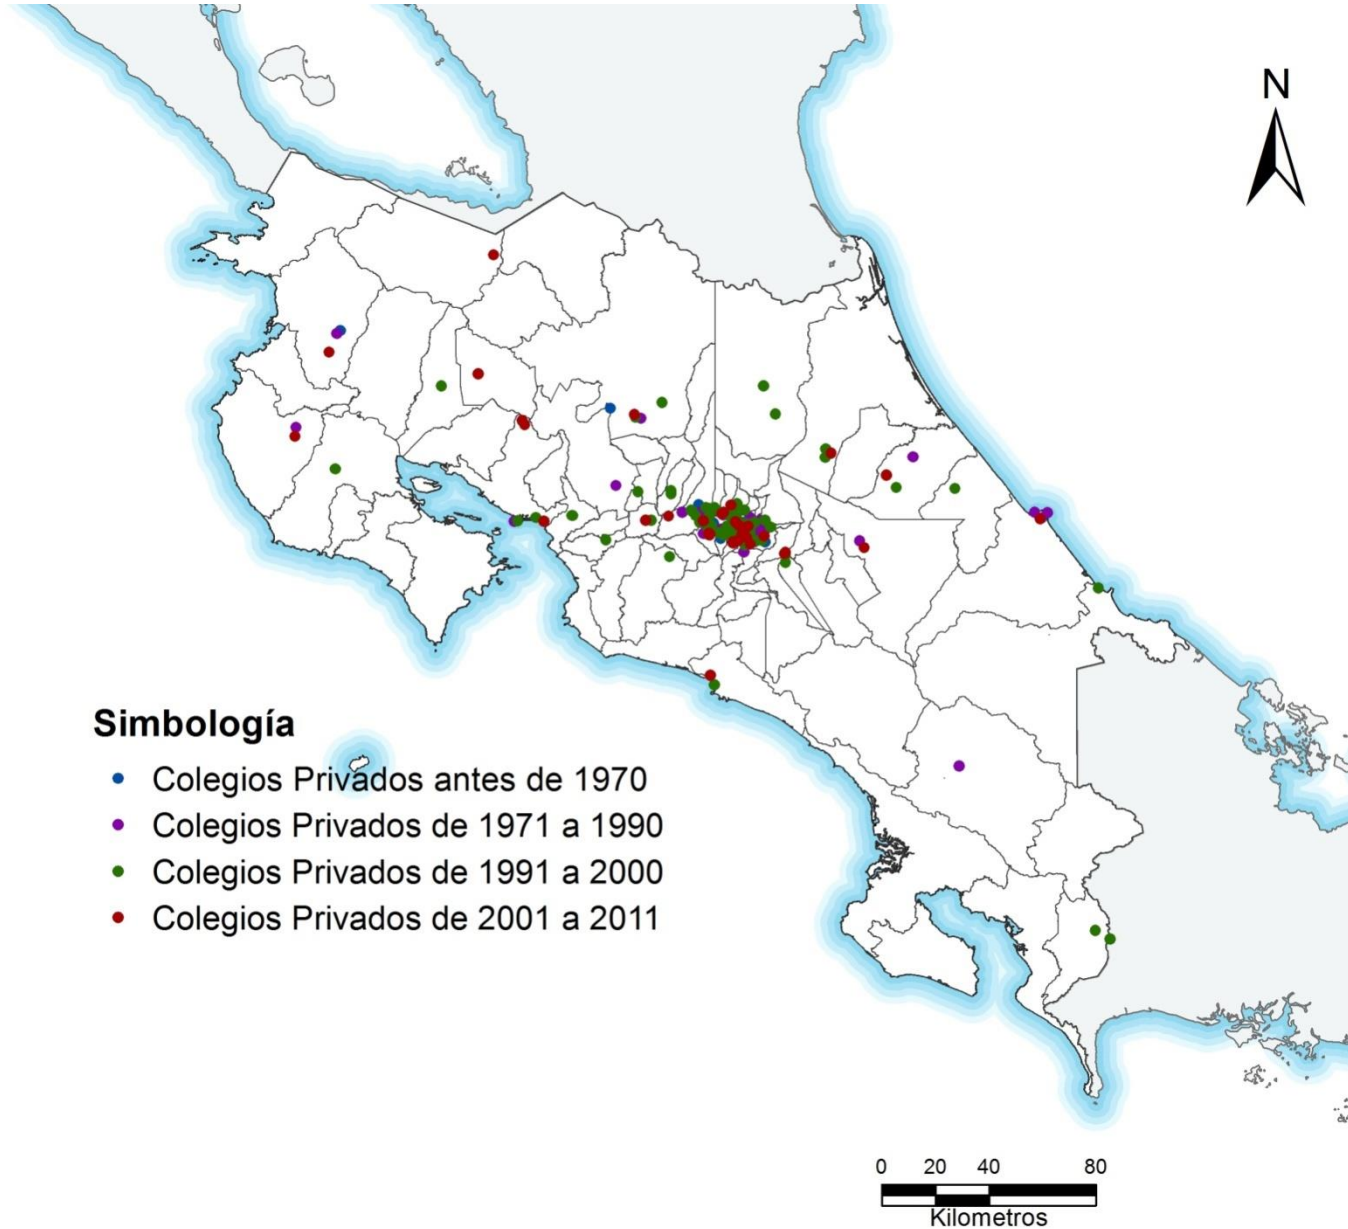 N
Simbología
Colegios Privados antes de 1970
Colegios Privados de 1971 a 1990
Colegios Privados de 1991 a 2000
Colegios Privados de 2001 a 2011
0 20 40 80
Kilometros